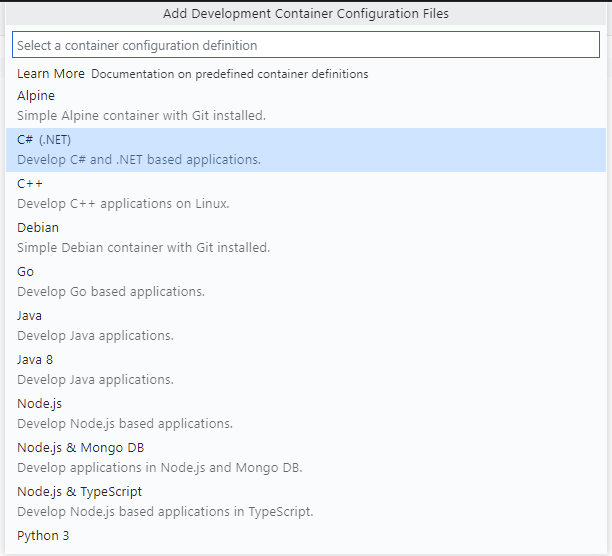 Add Development Container Configuration Files
Select a container configuration definition
Learn More Documentation on predefined container definitions
Alpine
Simple Alpine container with Git installed.
C# (.NET)
Develop C# and .NET based applications.
C++
Develop C++ applications on Linux.
Debian
Simple Debian container with Git installed.
Go
Develop Go based applications.
Java
Develop Java applications.
Java 8
Develop Java applications.
Node.js
Develop Node.js based applications.
Node.js & Mongo DB
Develop applications in Node.js and Mongo DB.
Node.js & TypeScript
Develop Node.js based applications in TypeScript.
Python 3